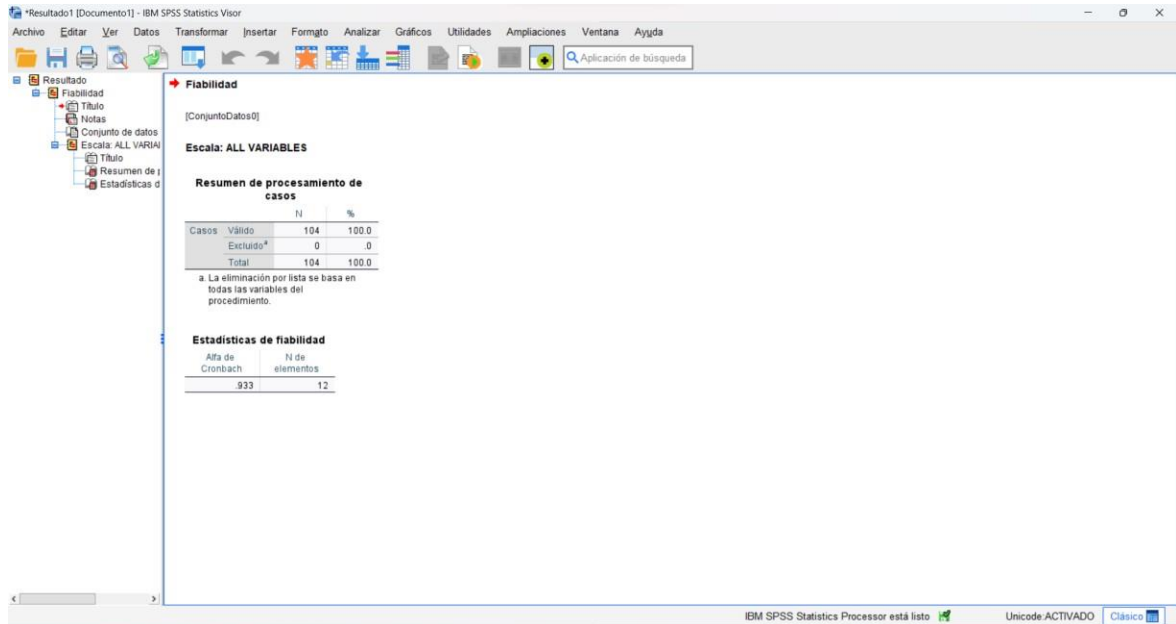 *Resultado1 [Documento1] - IBM SPSS Statistics Visor
Archivo Editar Ver Datos Transformar Insertar Formato Analizar Gráficos Utilidades Ampliaciones Ventana Ayuda
Aplicación de búsqueda
Resultado
Fiabilidad
Título
Notas
Conjunto de datos
Escala: ALL VARIAI
Título
Resumen de p
Estadísticas d
Fiabilidad
[ConjuntoDatos0]
Escala: ALL VARIABLES
Resumen de procesamiento de
casos
N %
Casos Válido 104 100.0
Excluido^a 0 .0
Total 104 100.0
a. La eliminación por lista se basa en
todas las variables del
procedimiento.
Estadísticas de fiabilidad
Alfa de N de
Cronbach elementos
.933 12
IBM SPSS Statistics Processor está listo Unicode:ACTIVADO Clásico